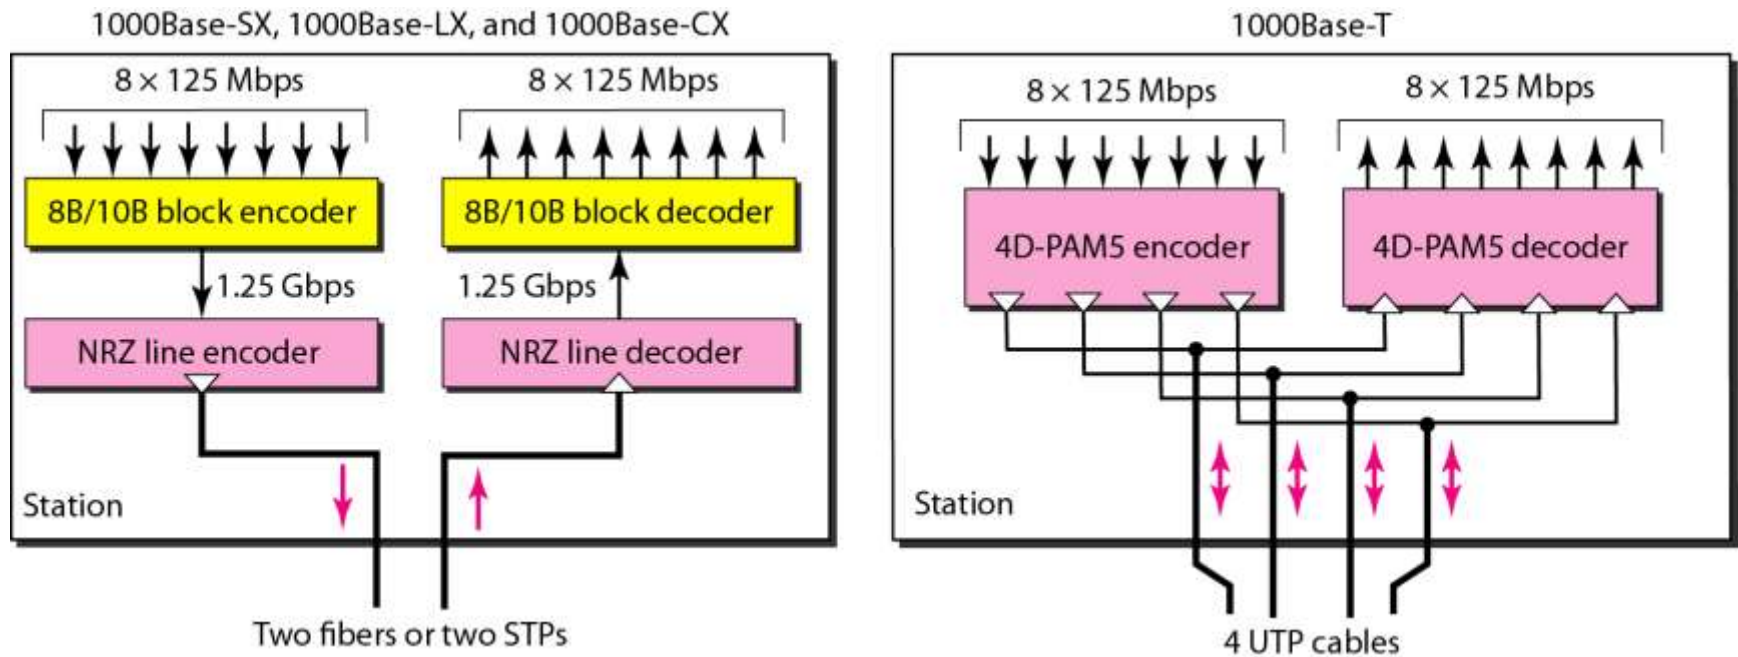 1000Base-SX, 1000Base-LX, and 1000Base-CX
8 × 125 Mbps
8 × 125 Mbps
8B/10B block encoder
8B/10B block decoder
1.25 Gbps
1.25 Gbps
NRZ line encoder
NRZ line decoder
Station
Two fibers or two STPs
1000Base-T
8 × 125 Mbps
8 × 125 Mbps
4D-PAM5 encoder
4D-PAM5 decoder
Station
4 UTP cables